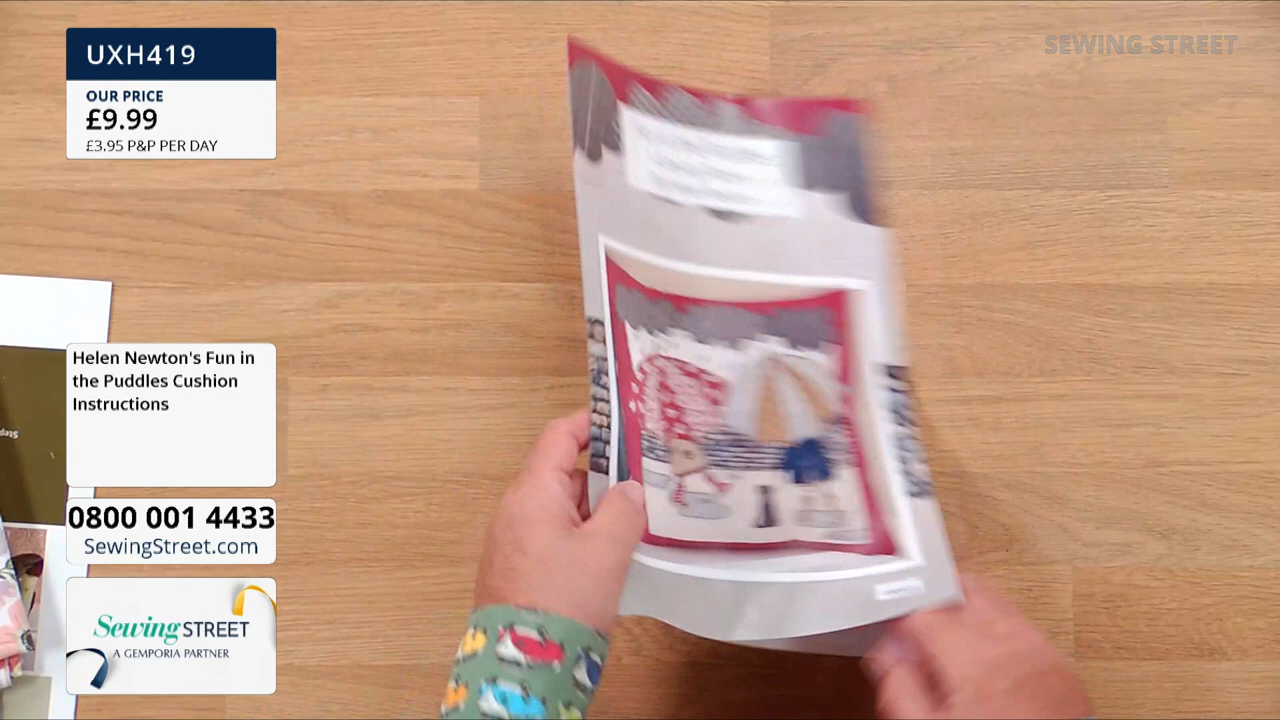 UXH419
OUR PRICE
£9.99
£3.95 P&P PER DAY
SEWING STREET
Helen Newton's Fun in
the Puddles Cushion
Instructions
0800 001 4433
SewingStreet.com
Sewing STREET
A GEMPORIA PARTNER